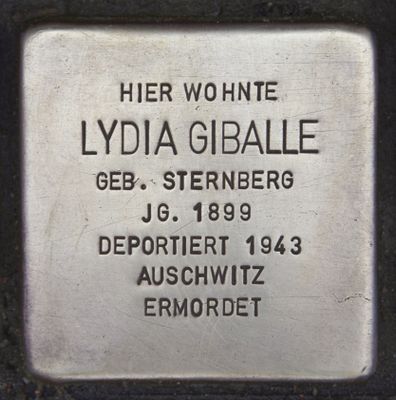 HIER WOHNTE
LYDIA GIBALLE
GEB. STERNBERG
JG. 1899
DEPORTIERT 1943
AUSCHWITZ
ERMORDET